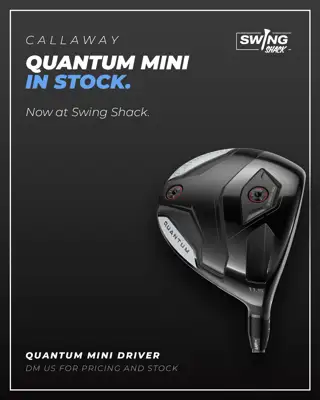 CALLAWAY
QUANTUM MINI
IN STOCK.
Now at Swing Shack.
SWING
SHACK
QUANTUM
QUANTUM MINI DRIVER
DM US FOR PRICING AND STOCK